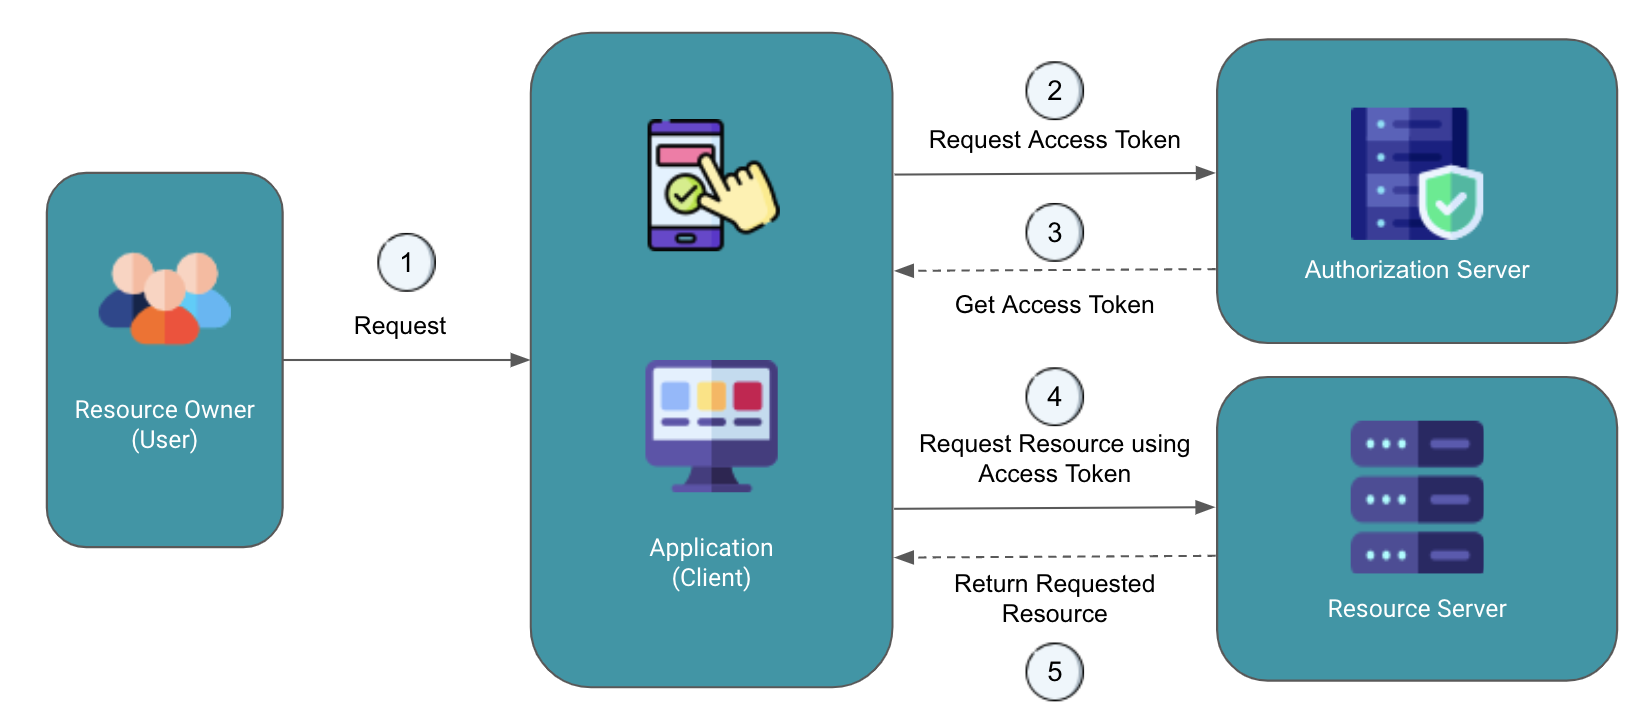 Resource Owner
(User)
1
Request
Application
(Client)
2
Request Access Token
3
Get Access Token
4
Request Resource using
Access Token
Return Requested
Resource
5
Authorization Server
Resource Server